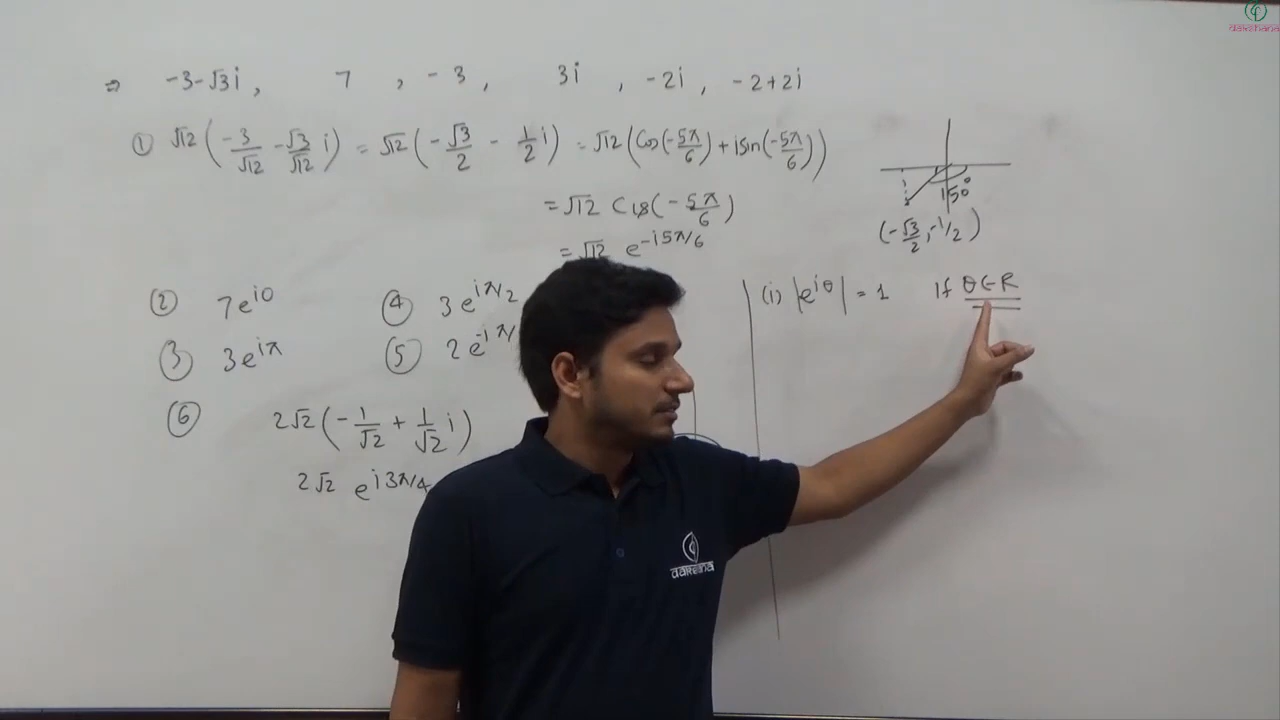 ⇒ -3-√3i, 7, -3, 3i, -2i, -2+2i
① √12 (-3/√12 - √3/√12 i) = √12 (-√3/2 - 1/2 i) = √12 (Cos(-5π/6) + i sin(-5π/6))
= √12 Cis(-5π/6)
= √12 e^-i5π/6
150°
(-√3/2, -1/2)
② 7e^i0
④ 3e^iπ/2
③ 3e^iπ
⑤ 2e^-iπ/
⑥ 2√2 (-1/√2 + 1/√2 i)
2√2 e^i3π/4
(i) |e^iθ| = 1 If θ∈R
dakshana
dakshana